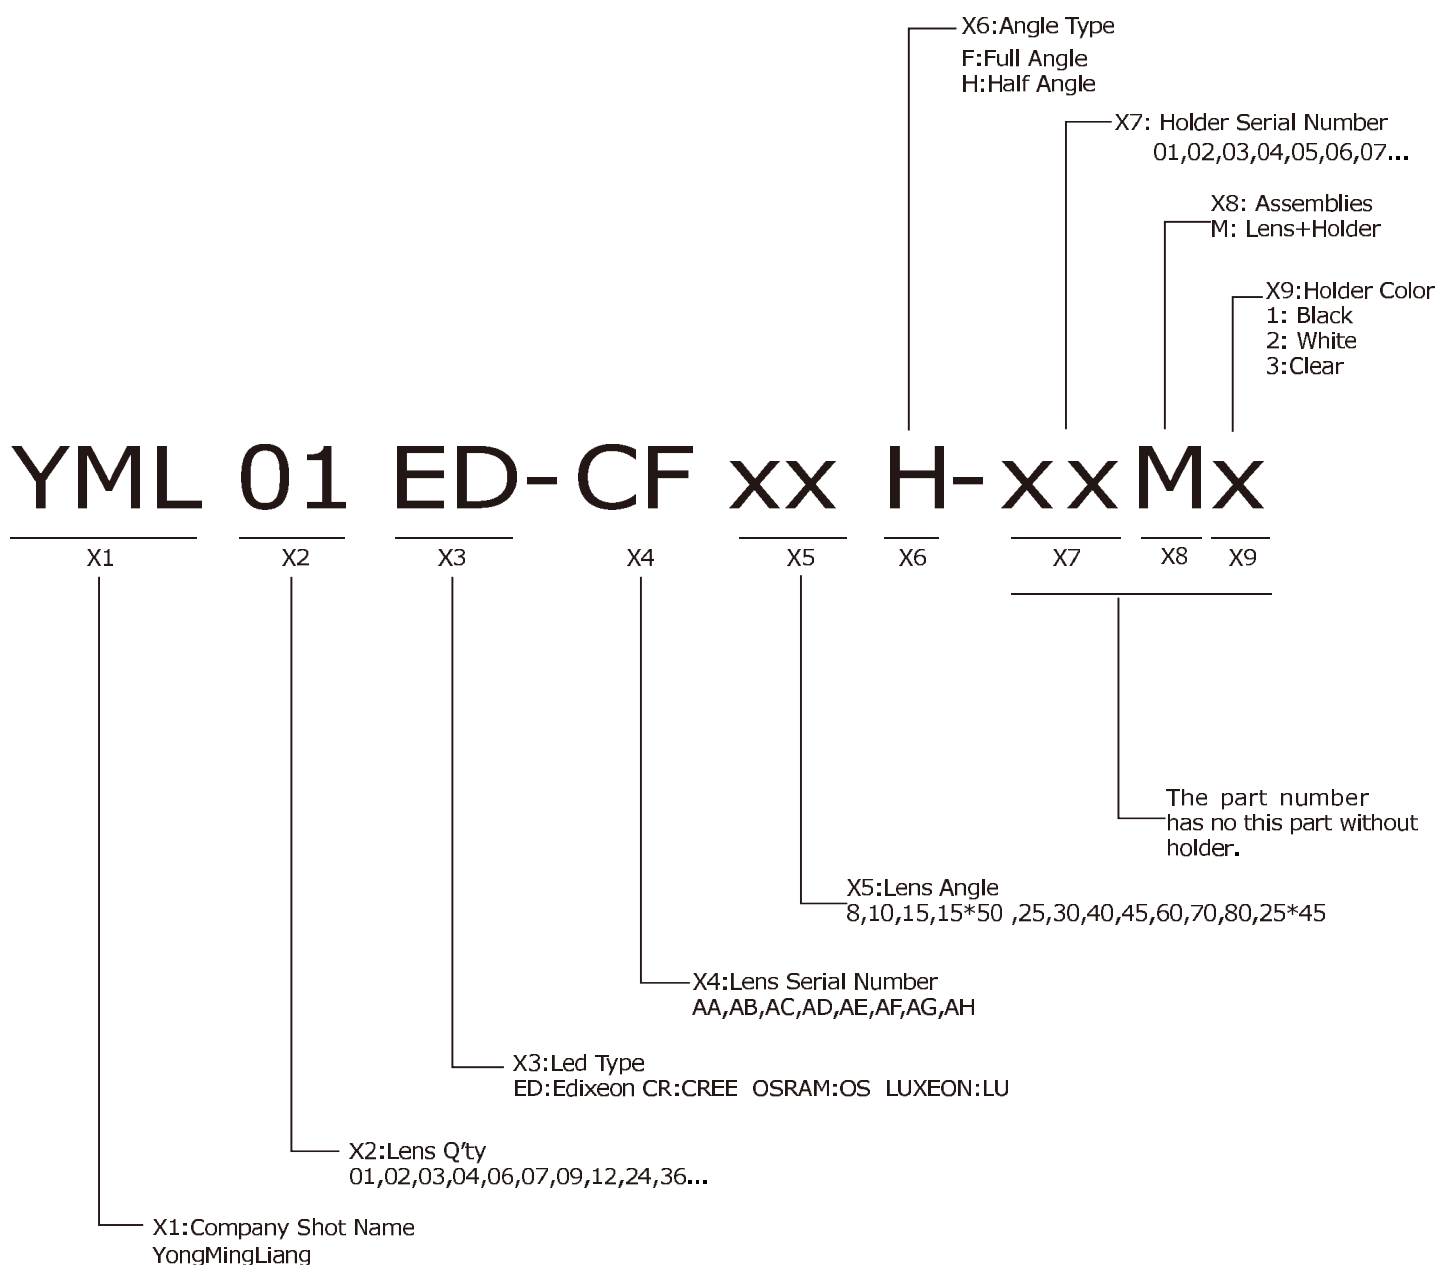 X6:Angle Type
F:Full Angle
H:Half Angle
X7: Holder Serial Number
01,02,03,04,05,06,07...
X8: Assemblies
M: Lens+Holder
X9:Holder Color
1: Black
2: White
3:Clear
YML 01 ED-CF xx H-xxMx
X1 X2 X3 X4 X5 X6 X7 X8 X9
The part number
has no this part without
holder.
X5:Lens Angle
8,10,15,15*50 ,25,30,40,45,60,70,80,25*45
X4:Lens Serial Number
AA,AB,AC,AD,AE,AF,AG,AH
X3:Led Type
ED:Edixeon CR:CREE OSRAM:OS LUXEON:LU
X2:Lens Q'ty
01,02,03,04,06,07,09,12,24,36...
X1:Company Shot Name
YongMingLiang